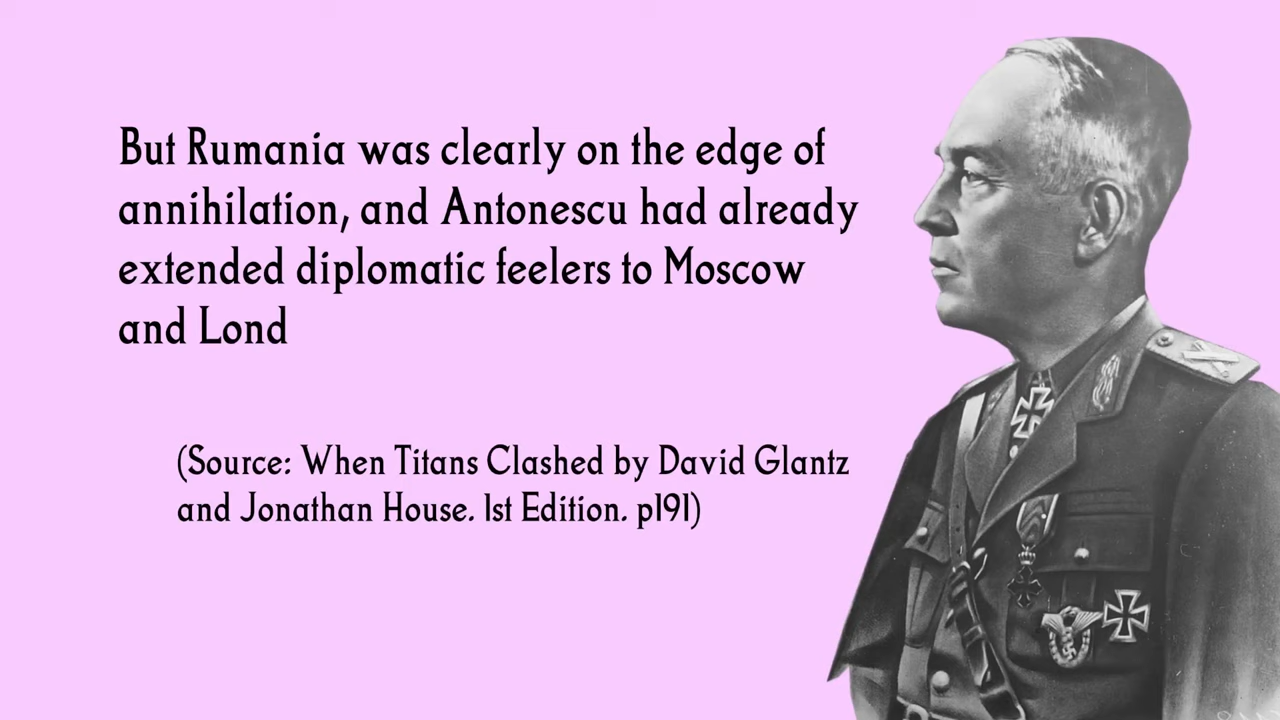 But Rumania was clearly on the edge of
annihilation, and Antonescu had already
extended diplomatic feelers to Moscow
and Lond
(Source: When Titans Clashed by David Glantz
and Jonathan House. 1st Edition. p191)